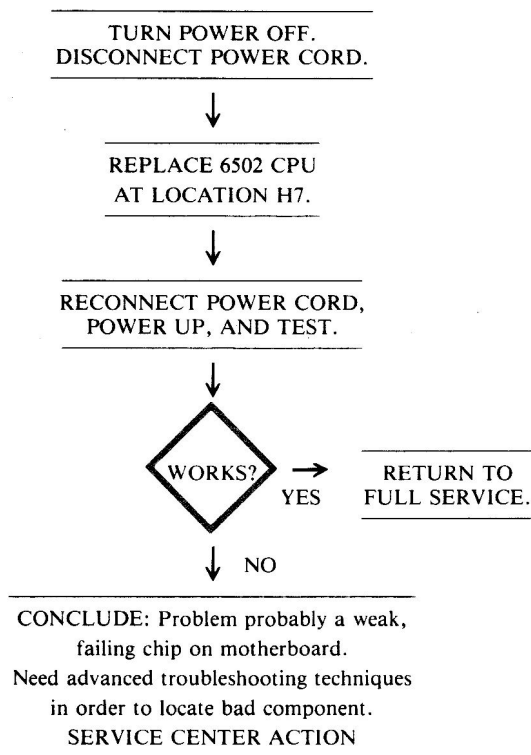 TURN POWER OFF.
DISCONNECT POWER CORD.
REPLACE 6502 CPU
AT LOCATION H7.
RECONNECT POWER CORD,
POWER UP, AND TEST.
WORKS?
YES
RETURN TO
FULL SERVICE.
NO
CONCLUDE: Problem probably a weak,
failing chip on motherboard.
Need advanced troubleshooting techniques
in order to locate bad component.
SERVICE CENTER ACTION